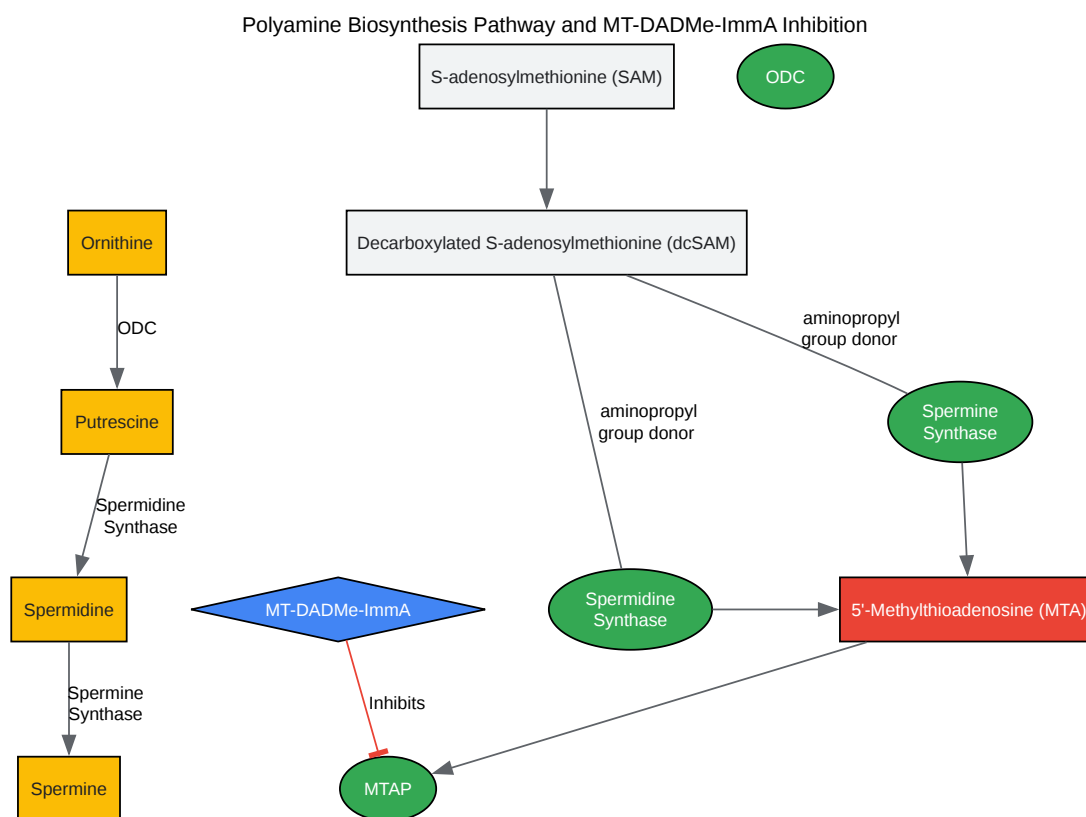 Polyamine Biosynthesis Pathway and MT-DADMe-ImmA Inhibition
S-adenosylmethionine (SAM)
ODC
Ornithine
Decarboxylated S-adenosylmethionine (dcSAM)
ODC
aminopropyl
group donor
Putrescine
aminopropyl
group donor
Spermine
Synthase
Spermidine
Synthase
Spermidine
MT-DADMe-ImmA
Spermidine
Synthase
5'-Methylthioadenosine (MTA)
Spermine
Synthase
Inhibits
Spermine
MTAP